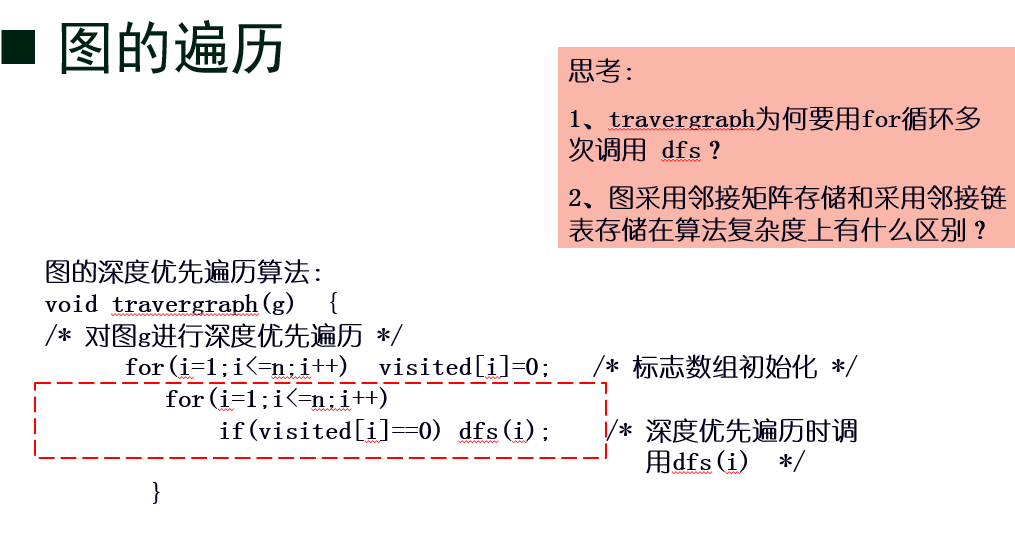 ■ 图的遍历
思考:
1、travergraph为何要用for循环多
次调用 dfs？
2、图采用邻接矩阵存储和采用邻接链
表存储在算法复杂度上有什么区别？
图的深度优先遍历算法:
void travergraph(g) {
/* 对图g进行深度优先遍历 */
for(i=1;i<=n;i++) visited[i]=0; /* 标志数组初始化 */
for(i=1;i<=n;i++)
if(visited[i]==0) dfs(i); /* 深度优先遍历时调
用dfs(i) */
}